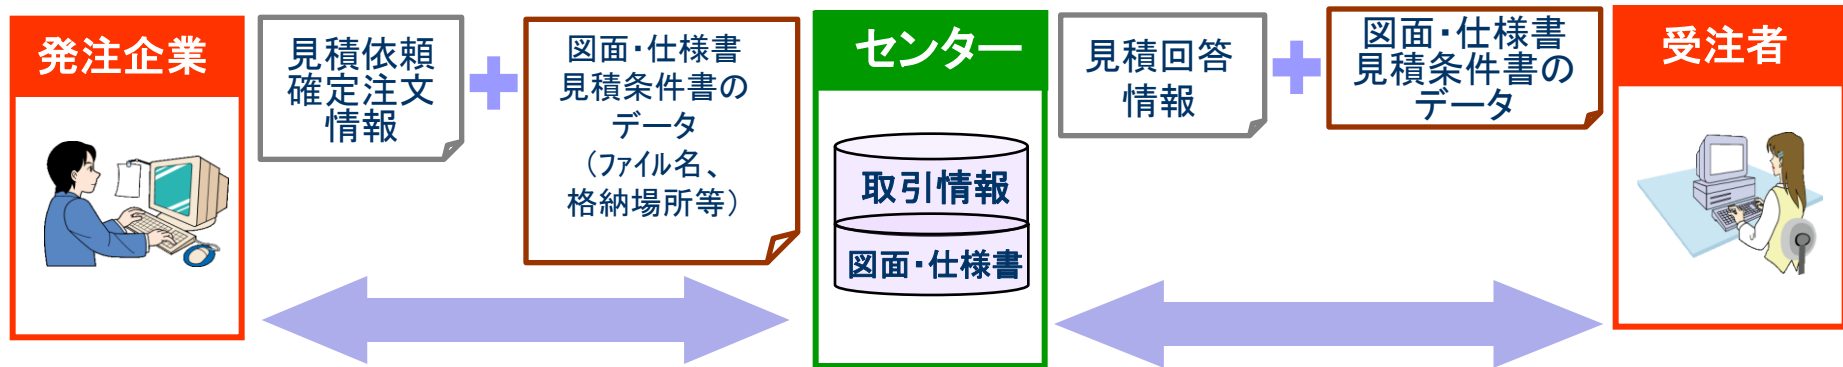 発注企業
見積依頼
確定注文
情報
図面・仕様書
見積条件書の
データ
（ファイル名、
格納場所等）
センター
取引情報
図面・仕様書
見積回答
情報
図面・仕様書
見積条件書の
データ
受注者